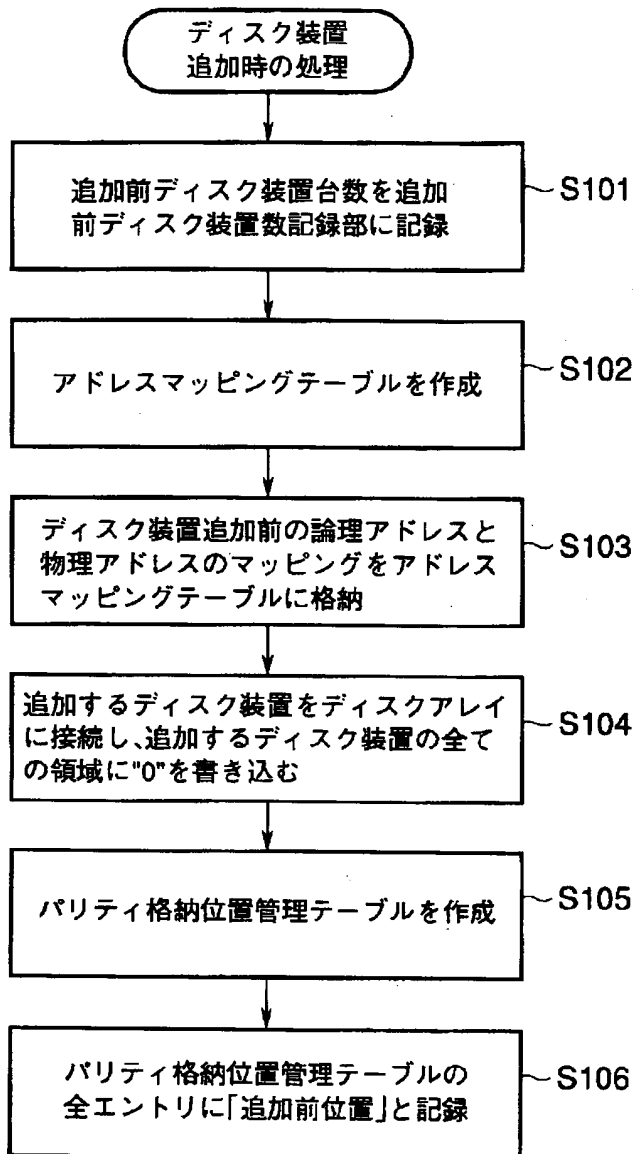 ディスク装置
追加時の処理
追加前ディスク装置台数を追加
前ディスク装置数記録部に記録
S101
アドレスマッピングテーブルを作成
S102
ディスク装置追加前の論理アドレスと
物理アドレスのマッピングをアドレス
マッピングテーブルに格納
S103
追加するディスク装置をディスクアレイ
に接続し、追加するディスク装置の全て
の領域に"0"を書き込む
S104
パリティ格納位置管理テーブルを作成
S105
パリティ格納位置管理テーブルの
全エントリに「追加前位置」と記録
S106